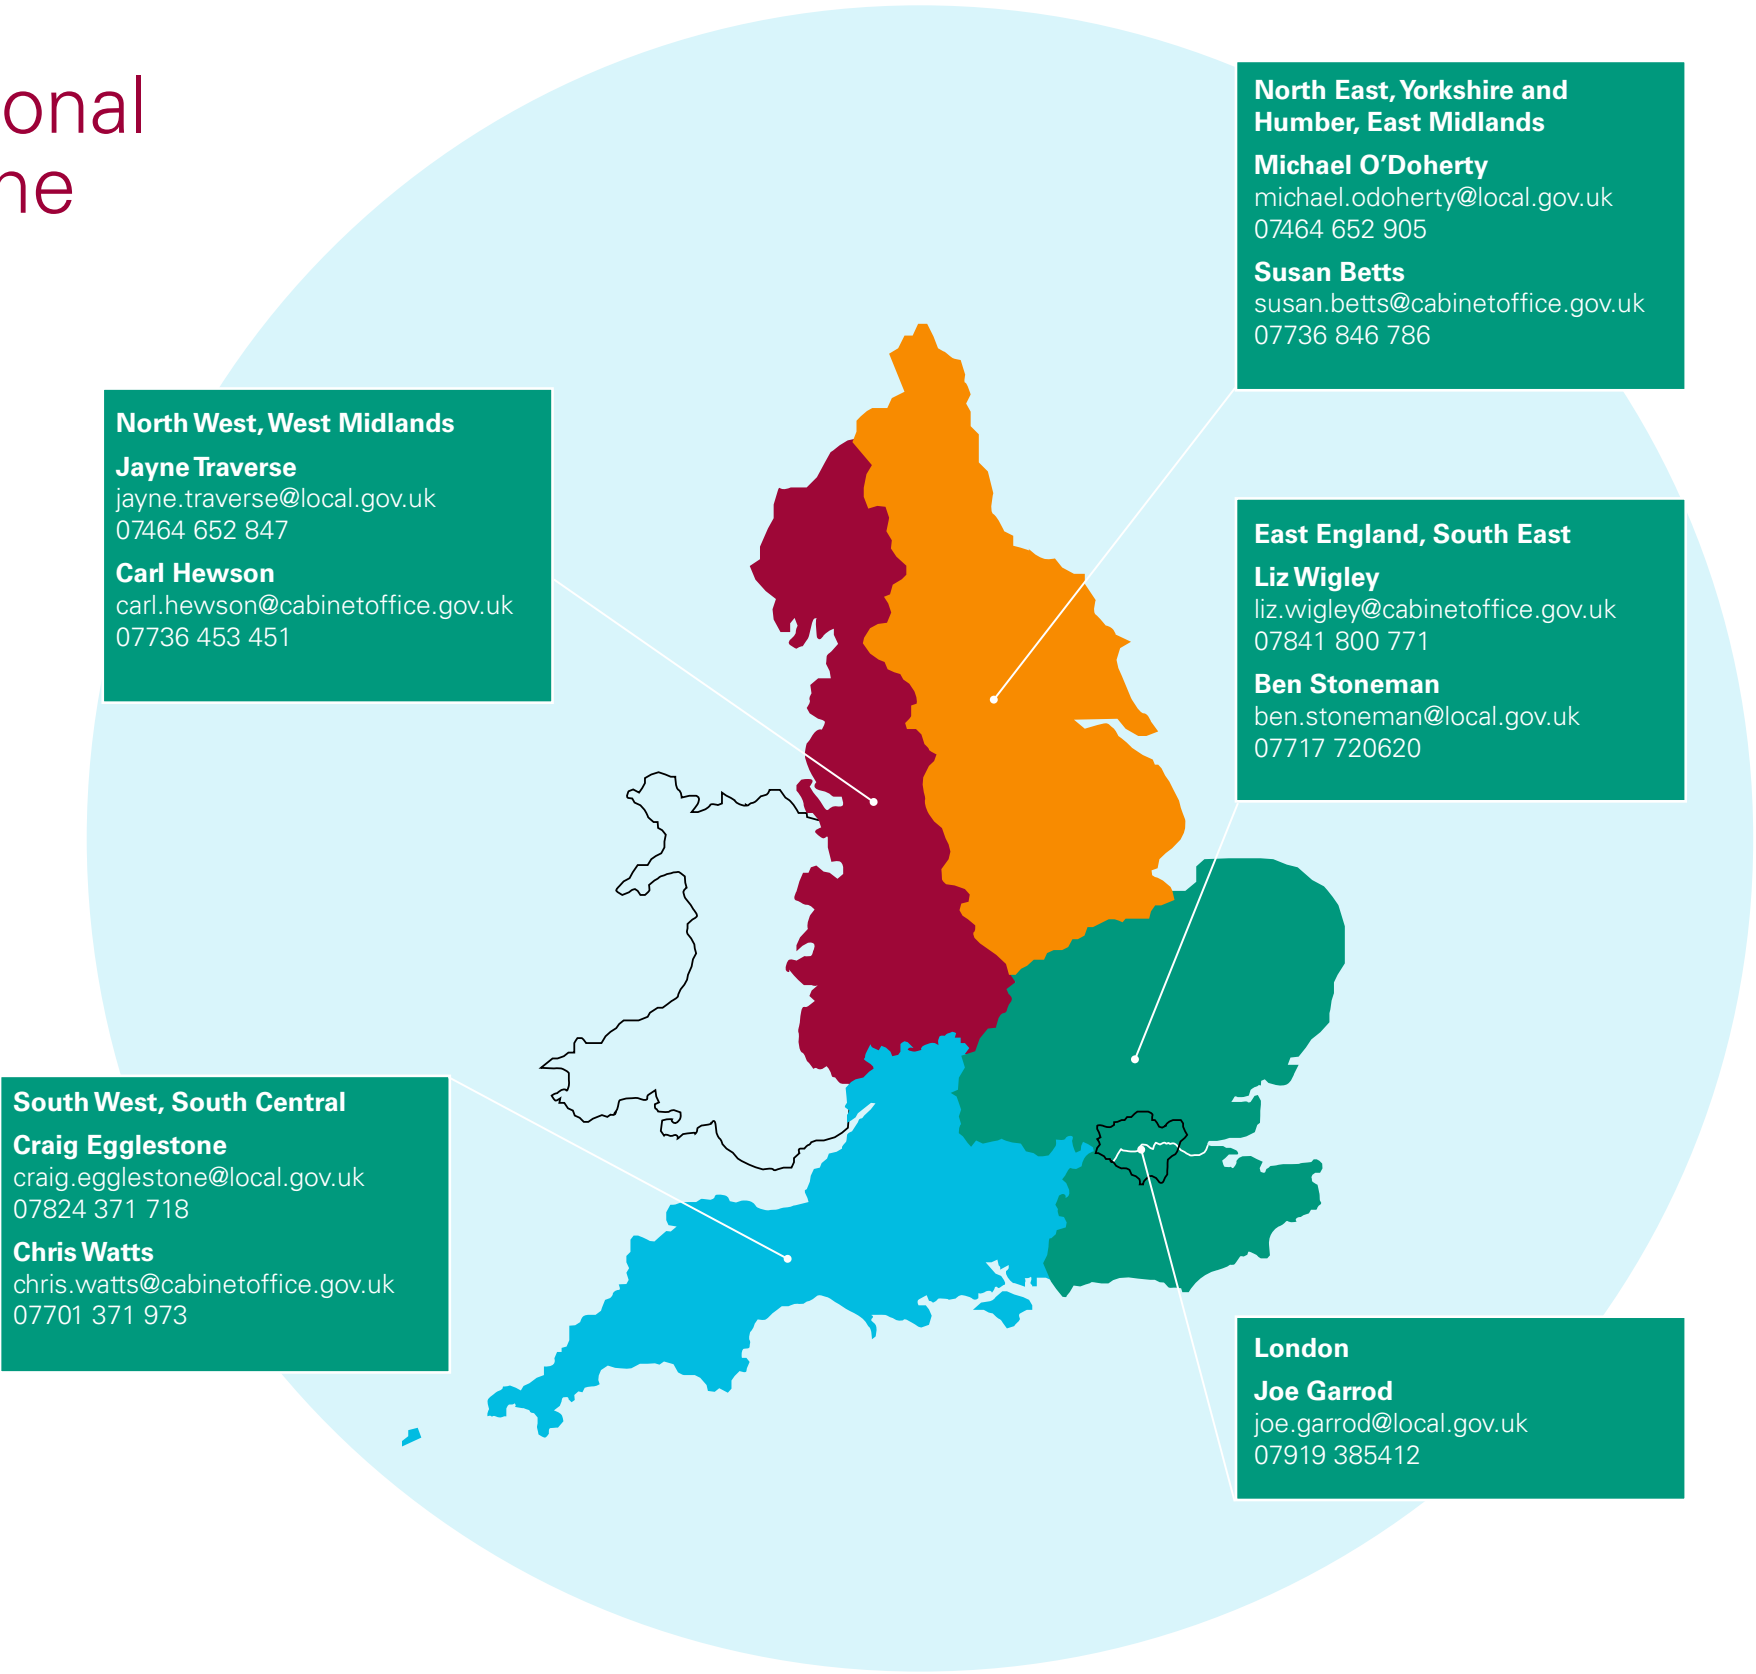 onal
ne
North East, Yorkshire and
Humber, East Midlands
Michael O’Doherty
michael.odoherty@local.gov.uk
07464 652 905
Susan Betts
susan.betts@cabinetoffice.gov.uk
07736 846 786
North West, West Midlands
Jayne Traverse
jayne.traverse@local.gov.uk
07464 652 847
Carl Hewson
carl.hewson@cabinetoffice.gov.uk
07736 453 451
East England, South East
Liz Wigley
liz.wigley@cabinetoffice.gov.uk
07841 800 771
Ben Stoneman
ben.stoneman@local.gov.uk
07717 720620
South West, South Central
Craig Egglestone
craig.egglestone@local.gov.uk
07824 371 718
Chris Watts
chris.watts@cabinetoffice.gov.uk
07701 371 973
London
Joe Garrod
joe.garrod@local.gov.uk
07919 385412